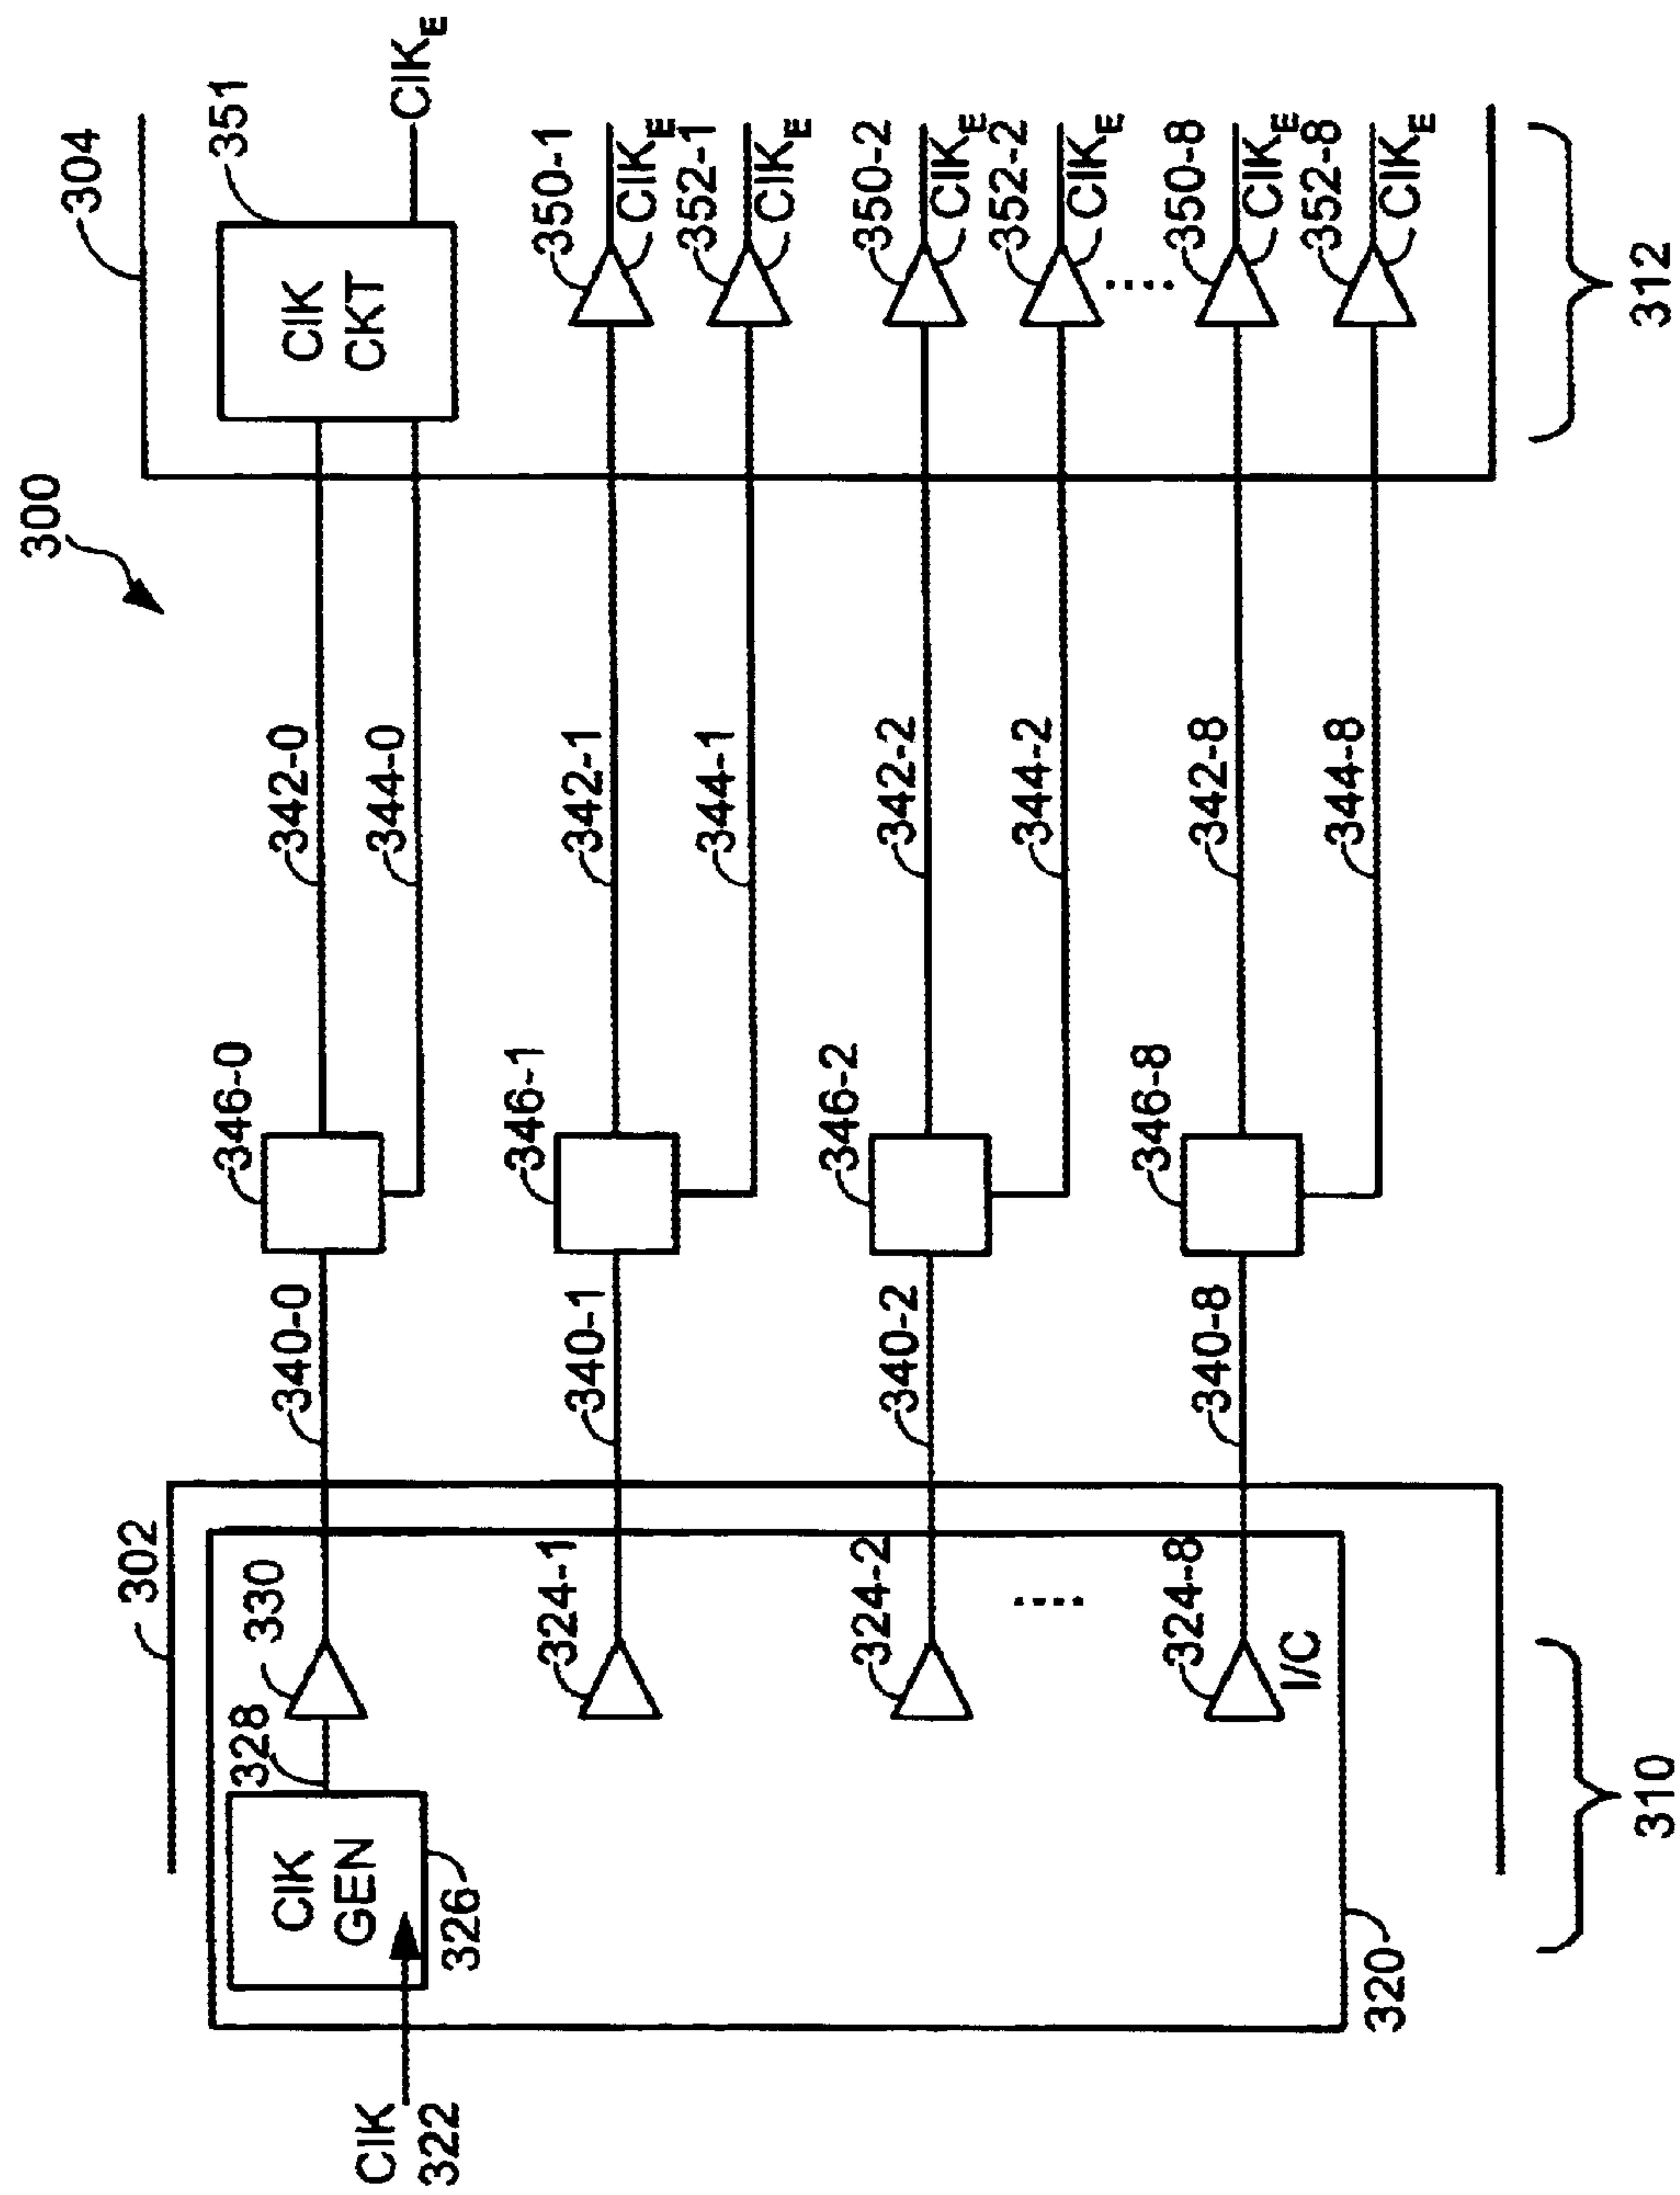 300
302
304
CIK
322
CIK
GEN
326
328
330
324-1
324-2
324-8
I/C
320
310
340-0
340-1
340-2
340-8
346-0
346-1
346-2
346-8
342-0
344-0
342-1
344-1
342-2
344-2
342-8
344-8
CIK
CKT
351
CIKE
350-1
CIKE
352-1
CIKE
350-2
CIKE
352-2
CIKE
350-8
CIKE
352-8
CIKE
....
....
312